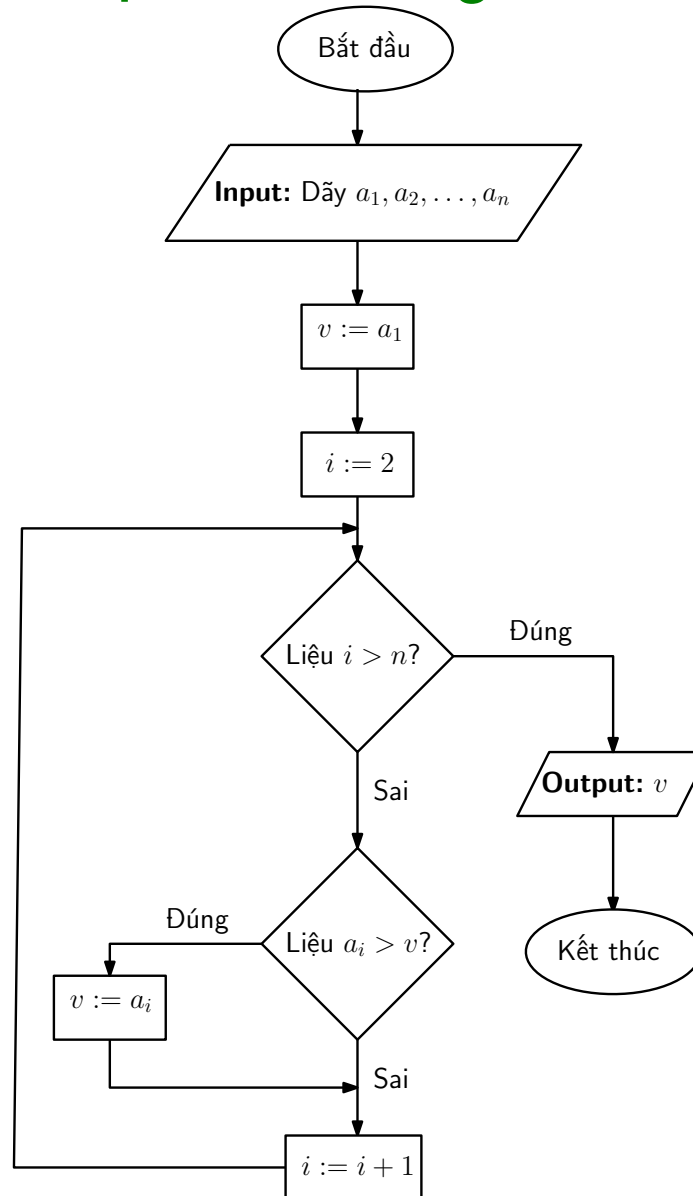 Bắt đầu
Input: Dãy a₁, a₂, . . . , aₙ
v := a₁
i := 2
Liệu i > n?
Đúng
Sai
Output: v
Liệu aᵢ > v?
Đúng
Kết thúc
v := aᵢ
Sai
i := i + 1